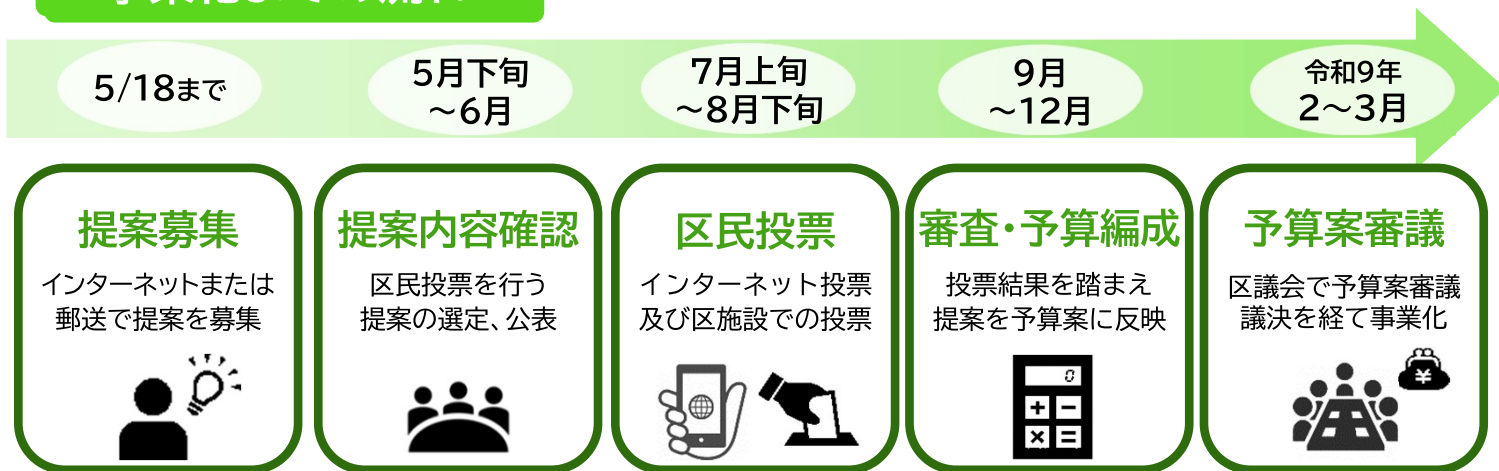 5/18まで
5月下旬
～6月
7月上旬
～8月下旬
9月
～12月
令和9年
2～3月
提案募集
インターネットまたは
郵送で提案を募集
提案内容確認
区民投票を行う
提案の選定、公表
区民投票
インターネット投票
及び区施設での投票
審査・予算編成
投票結果を踏まえ
提案を予算案に反映
0
+ −
× =
予算案審議
区議会で予算案審議
議決を経て事業化
¥